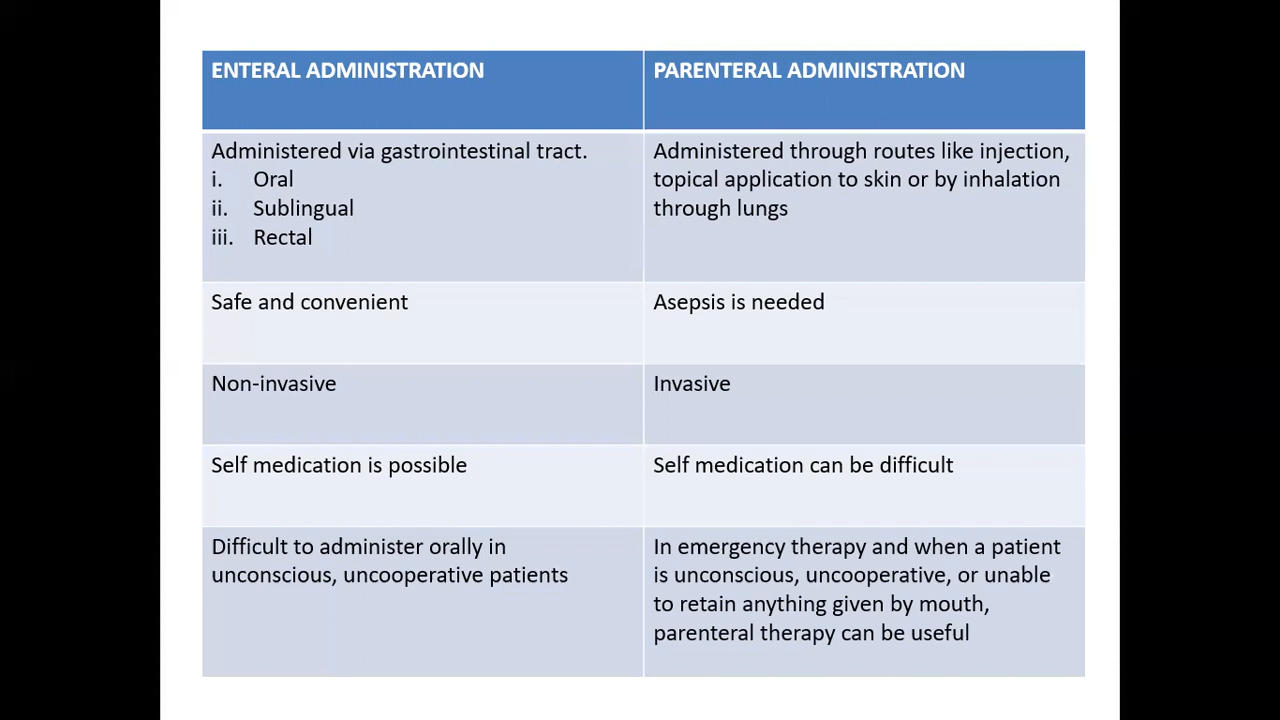 ENTERAL ADMINISTRATION
PARENTERAL ADMINISTRATION
Administered via gastrointestinal tract.
i. Oral
ii. Sublingual
iii. Rectal
Administered through routes like injection,
topical application to skin or by inhalation
through lungs
Safe and convenient
Asepsis is needed
Non-invasive
Invasive
Self medication is possible
Self medication can be difficult
Difficult to administer orally in
unconscious, uncooperative patients
In emergency therapy and when a patient
is unconscious, uncooperative, or unable
to retain anything given by mouth,
parenteral therapy can be useful